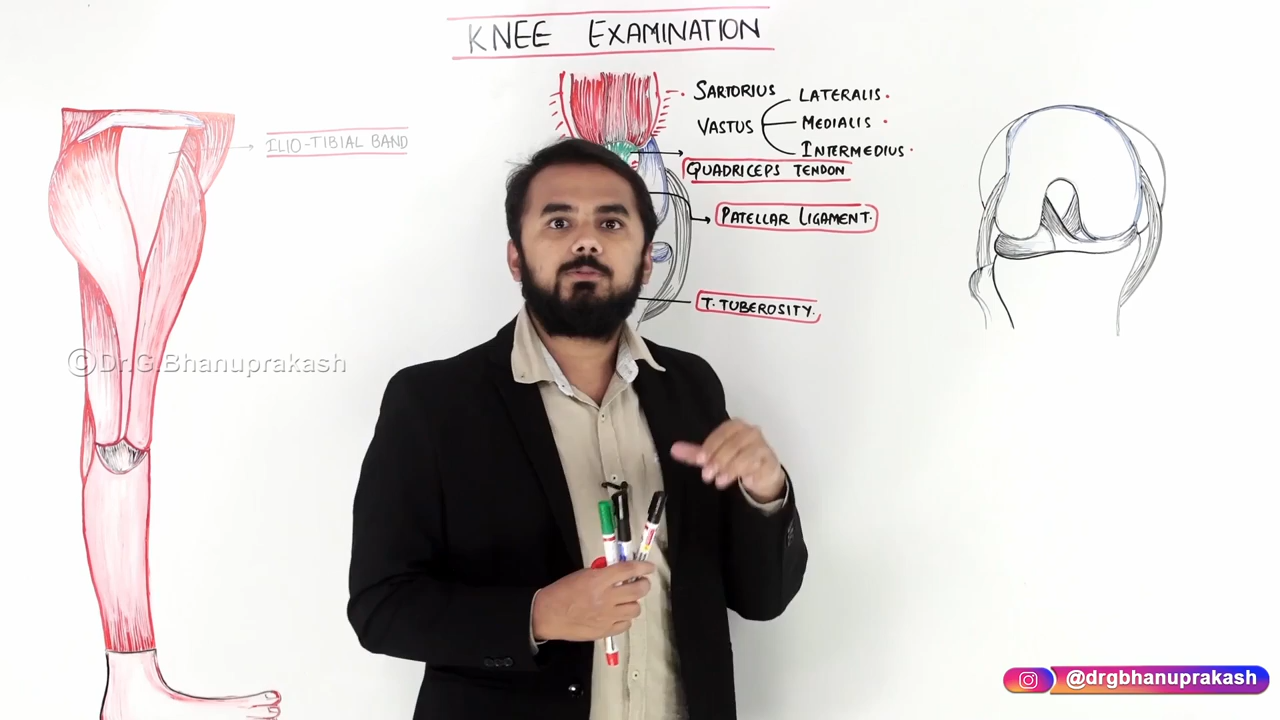 KNEE EXAMINATION
SARTORIUS
VASTUS
LATERALIS.
MEDIALIS
INTERMEDIUS.
QUADRICEPS TENDON
PATELLAR LIGAMENT.
T. TUBEROSITY.
ILIO-TIBIAL BAND
©Dr.G.Bhanuprakash
@drgbhanuprakash